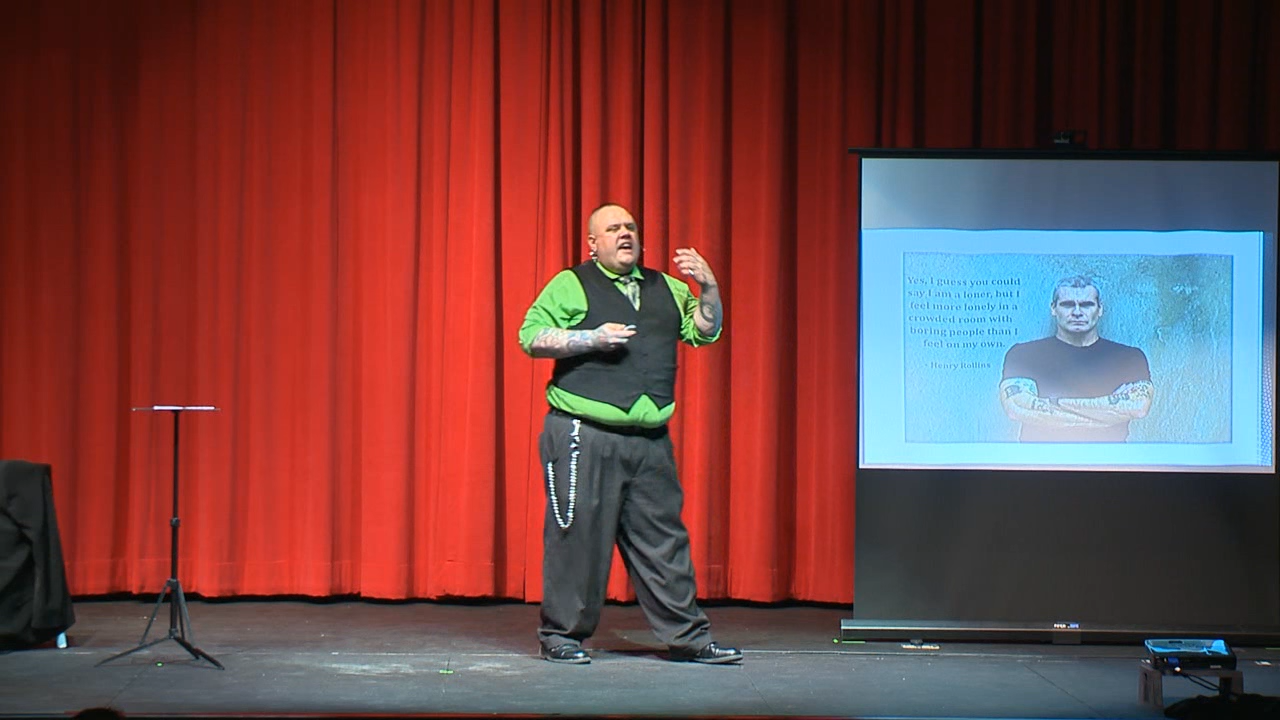 Yes, I guess you could
say I am a loner, but I
feel more lonely in a
crowded room with
boring people than I
feel on my own.
- Henry Rollins